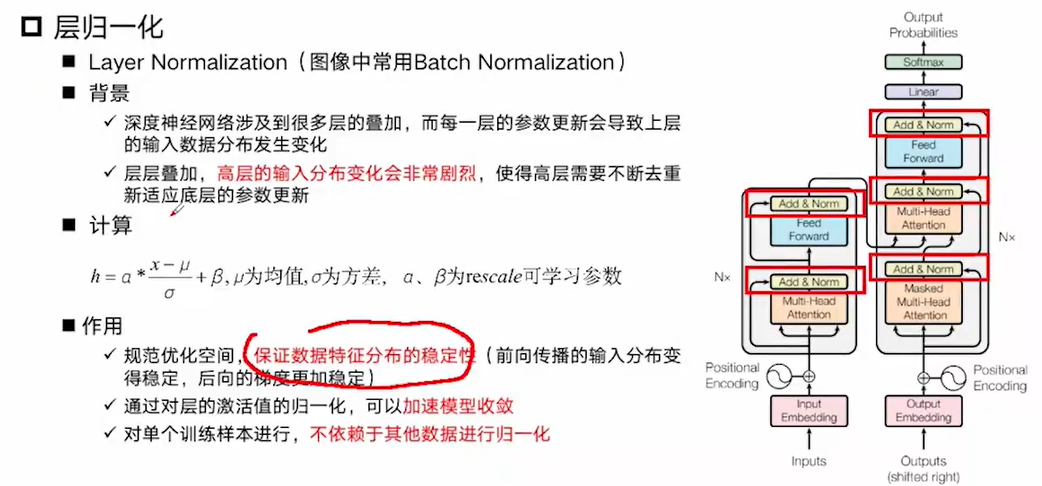 层归一化
Layer Normalization（图像中常用Batch Normalization）
背景
深度神经网络涉及到很多层的叠加，而每一层的参数更新会导致上层
的输入数据分布发生变化
层层叠加，高层的输入分布变化会非常剧烈，使得高层需要不断去重
新适应底层的参数更新
计算
h = α * (x − μ)/σ + β, μ为均值, σ为方差, α、β为rescale可学习参数
作用
规范优化空间，保证数据特征分布的稳定性（前向传播的输入分布变
得稳定，后向的梯度更加稳定）
通过对层的激活值的归一化，可以加速模型收敛
对单个训练样本进行，不依赖于其他数据进行归一化
Output
Probabilities
Softmax
Linear
Add & Norm
Feed
Forward
Add & Norm
Multi-Head
Attention
Add & Norm
Masked
Multi-Head
Attention
N×
Add & Norm
Feed
Forward
Add & Norm
Multi-Head
Attention
N×
Positional
Encoding
Positional
Encoding
Input
Embedding
Output
Embedding
Inputs
Outputs
(shifted right)